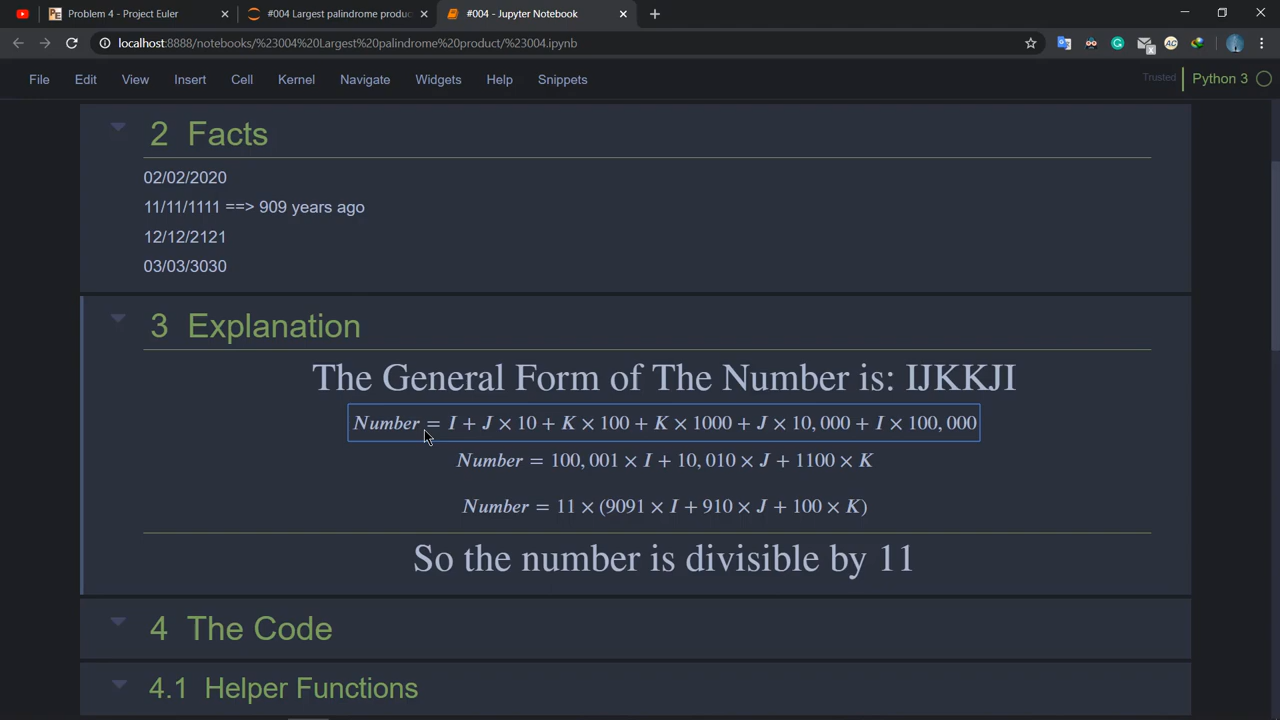 Problem 4 - Project Euler
#004 Largest palindrome produc
#004 - Jupyter Notebook
localhost:8888/notebooks/%23004%20Largest%20palindrome%20product/%23004.ipynb
File Edit View Insert Cell Kernel Navigate Widgets Help Snippets
Trusted Python 3
2 Facts
02/02/2020
11/11/1111 ==> 909 years ago
12/12/2121
03/03/3030
3 Explanation
The General Form of The Number is: IJKKJI
Number = I + J × 10 + K × 100 + K × 1000 + J × 10, 000 + I × 100, 000
Number = 100, 001 × I + 10, 010 × J + 1100 × K
Number = 11 × (9091 × I + 910 × J + 100 × K)
So the number is divisible by 11
4 The Code
4.1 Helper Functions